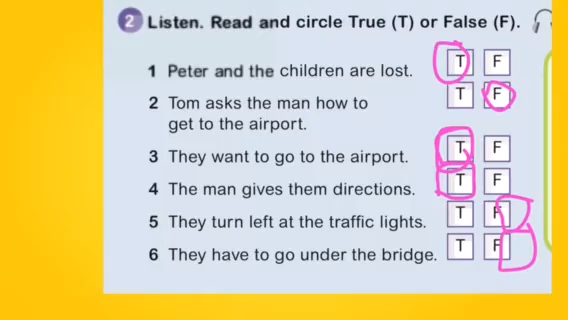 2 Listen. Read and circle True (T) or False (F).
1 Peter and the children are lost. T F
2 Tom asks the man how to T F
get to the airport.
3 They want to go to the airport. T F
4 The man gives them directions. T F
5 They turn left at the traffic lights. T F
6 They have to go under the bridge. T F